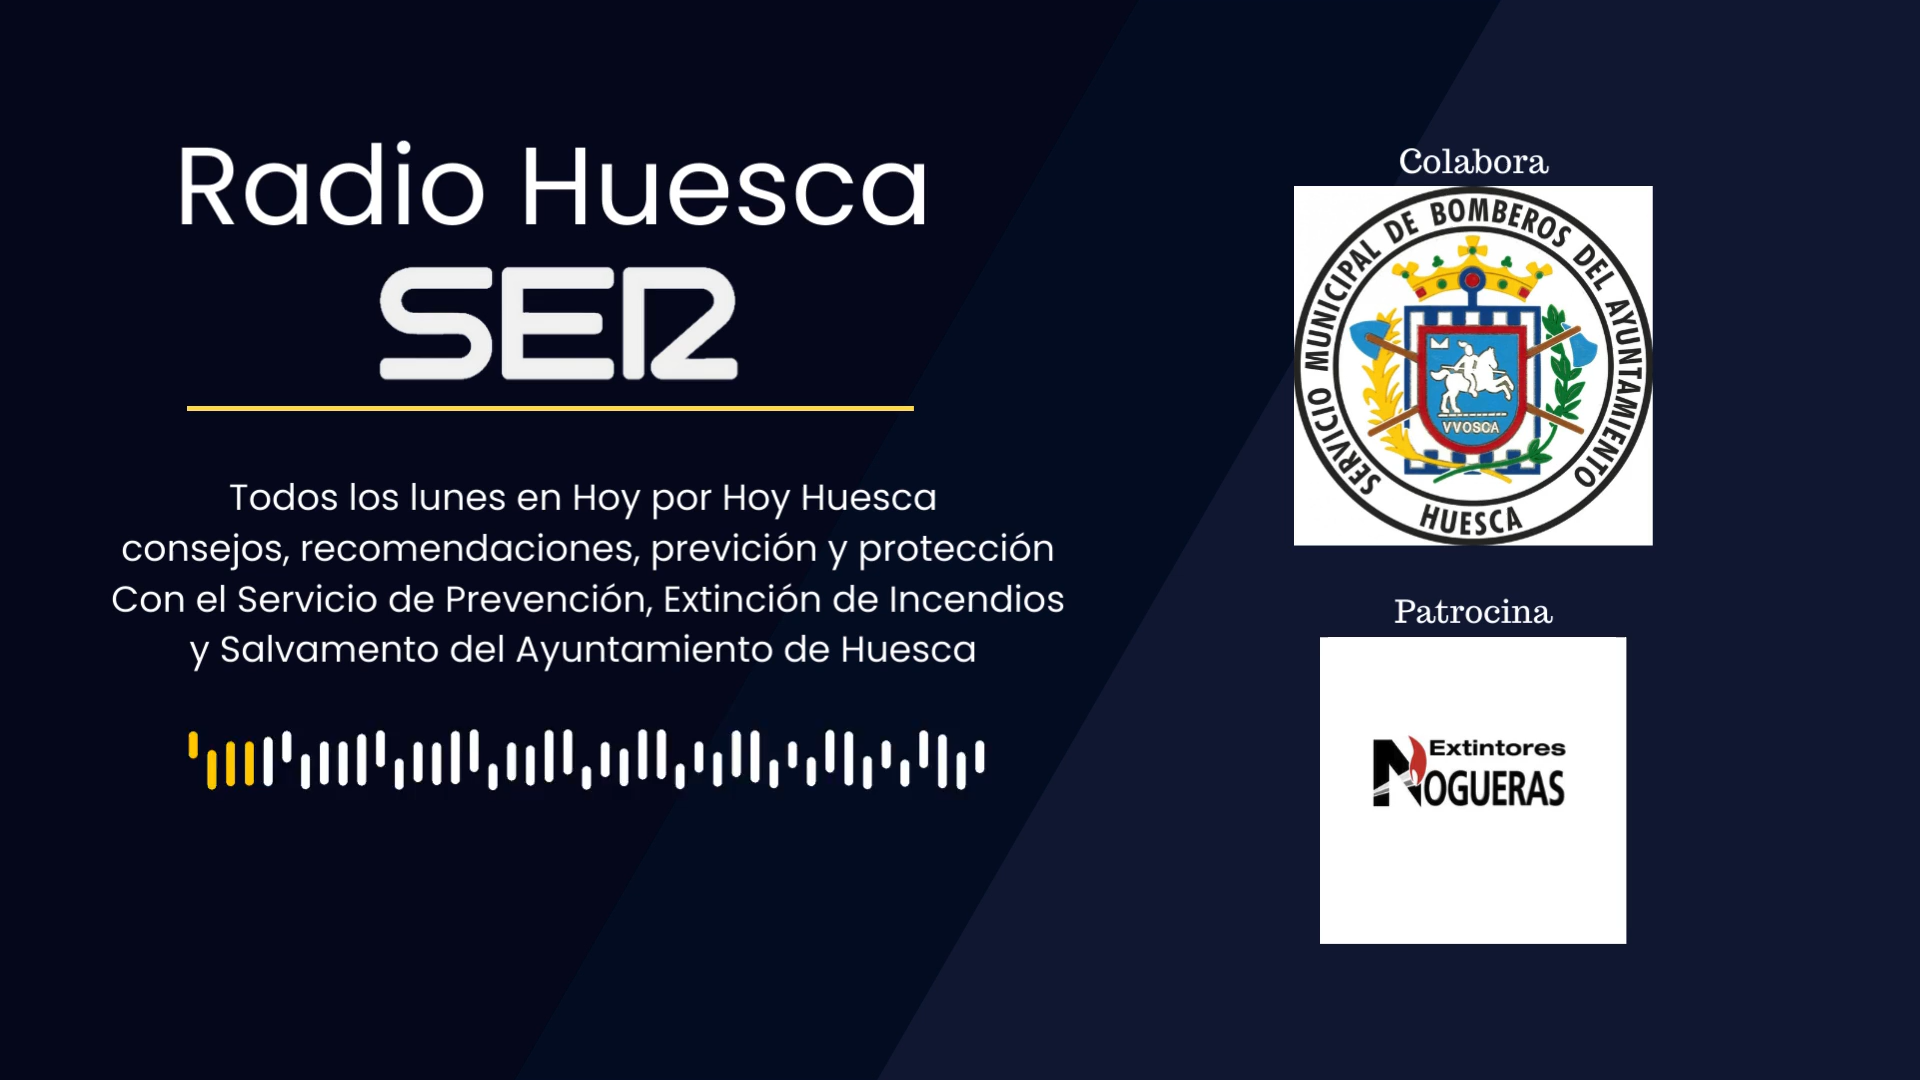 Radio Huesca
SER
Todos los lunes en Hoy por Hoy Huesca
consejos, recomendaciones, previción y protección
Con el Servicio de Prevención, Extinción de Incendios
y Salvamento del Ayuntamiento de Huesca
Colabora
SERVICIO MUNICIPAL DE BOMBEROS DEL AYUNTAMIENTO
HUESCA
VVOSCA
Patrocina
Extintores
NOGUERAS